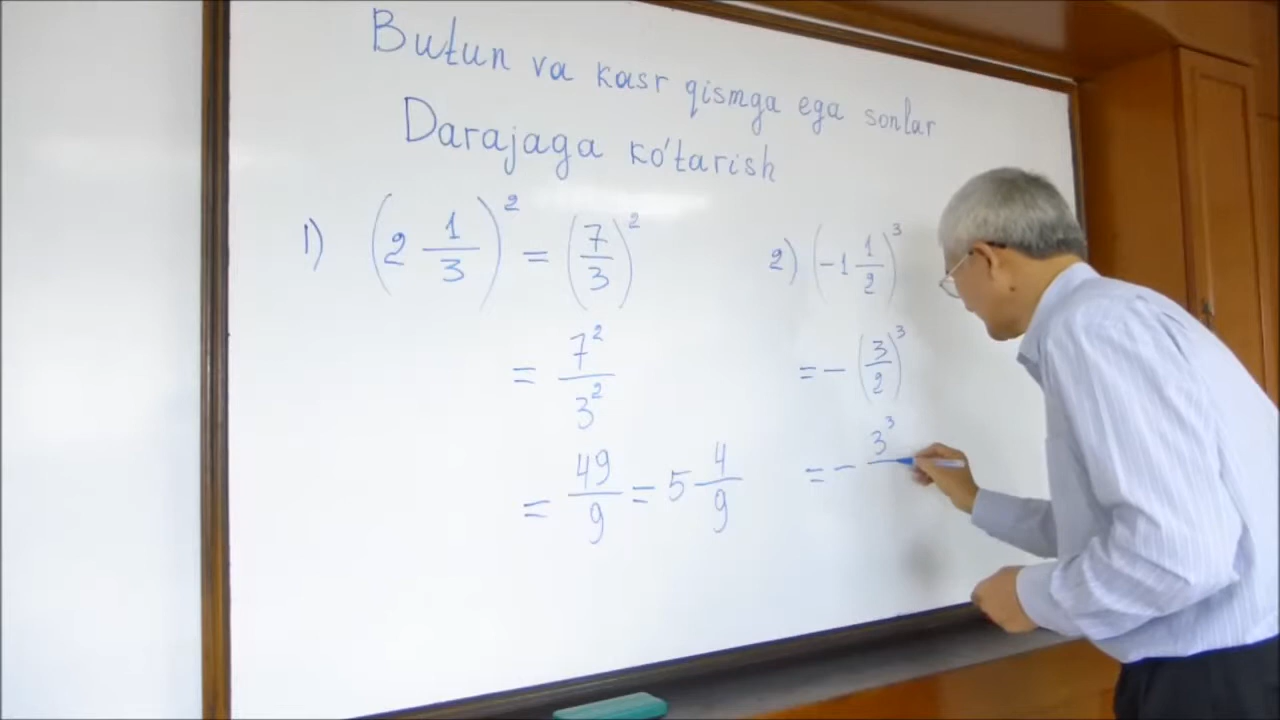 Butun va kasr qismga ega sonlar
Darajaga ko'tarish
1) (2 1/3)² = (7/3)²
= 7²/3²
= 49/9 = 5 4/9
2) (-1 1/2)³
= - (3/2)³
= - 3³